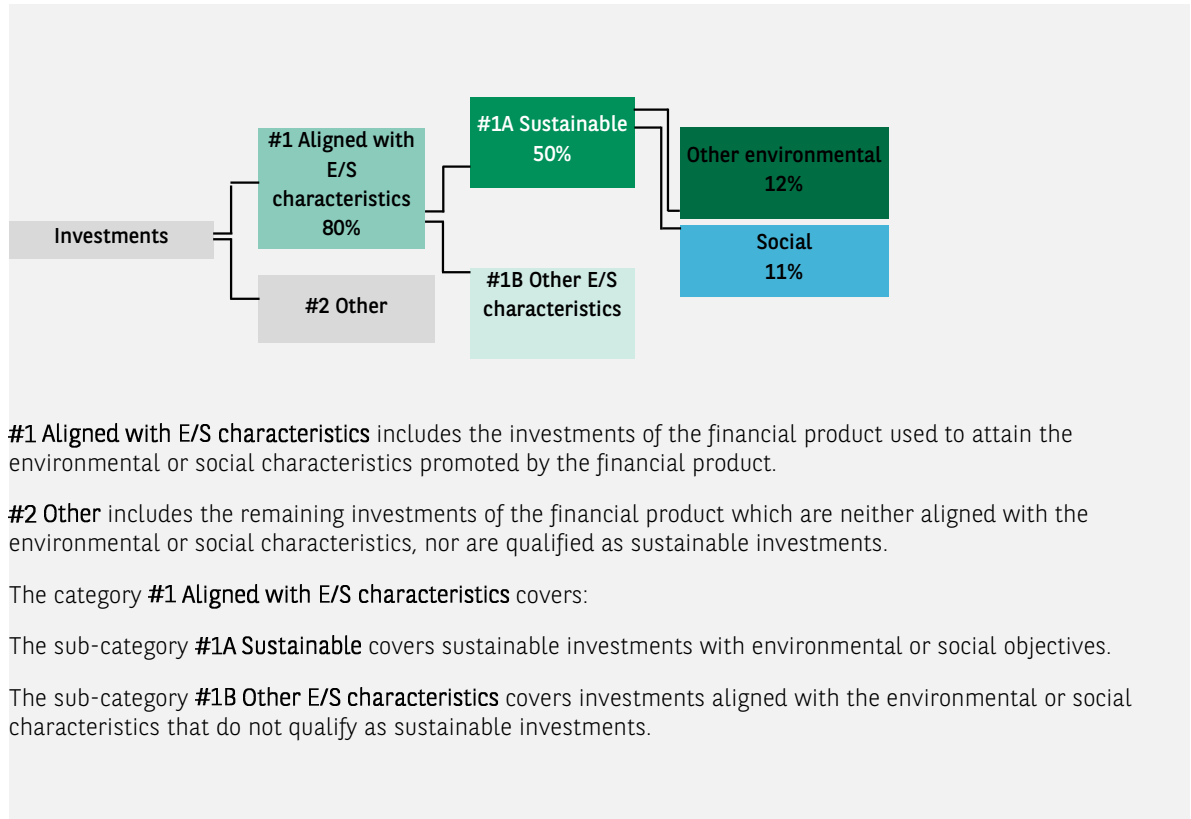 Investments
#1 Aligned with
E/S
characteristics
80%
#2 Other
#1A Sustainable
50%
#1B Other E/S
characteristics
Other environmental
12%
Social
11%
#1 Aligned with E/S characteristics includes the investments of the financial product used to attain the
environmental or social characteristics promoted by the financial product.
#2 Other includes the remaining investments of the financial product which are neither aligned with the
environmental or social characteristics, nor are qualified as sustainable investments.
The category #1 Aligned with E/S characteristics covers:
The sub-category #1A Sustainable covers sustainable investments with environmental or social objectives.
The sub-category #1B Other E/S characteristics covers investments aligned with the environmental or social
characteristics that do not qualify as sustainable investments.